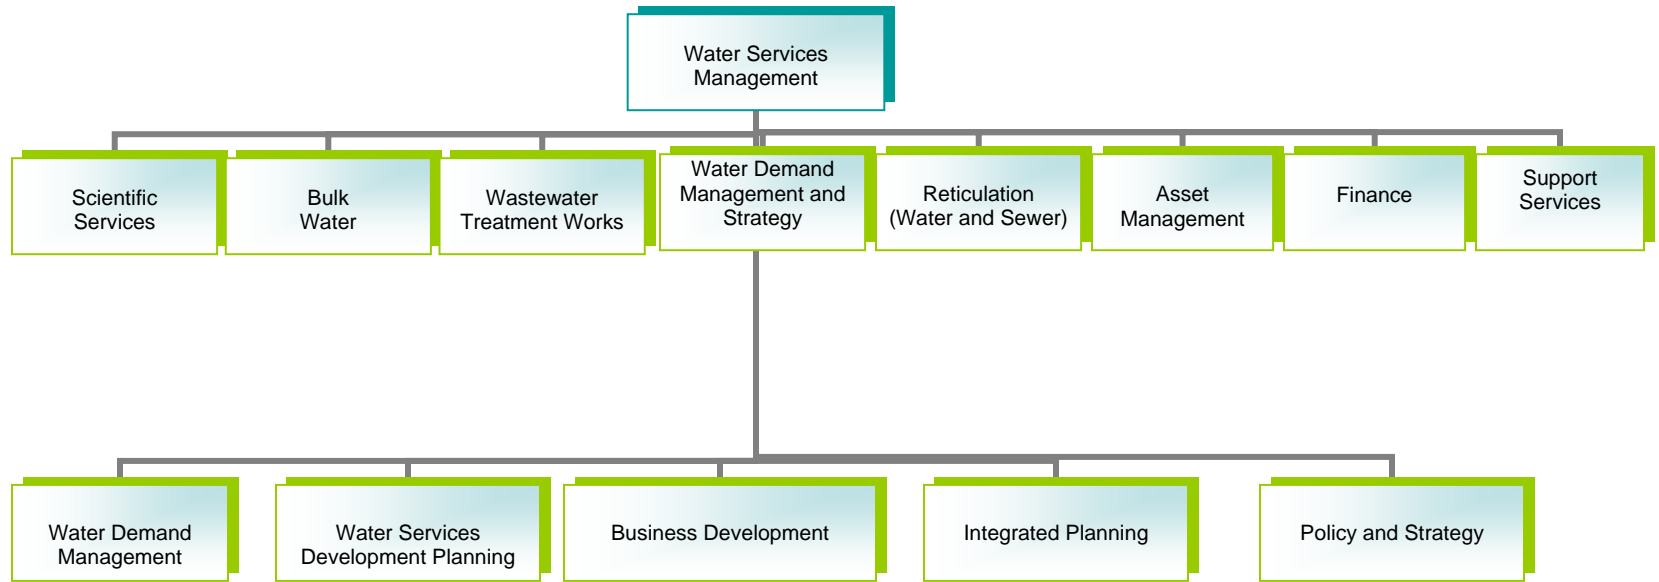 Water Services
Management
Scientific
Services
Bulk
Water
Wastewater
Treatment Works
Water Demand
Management and
Strategy
Reticulation
(Water and Sewer)
Asset
Management
Finance
Support
Services
Water Demand
Management
Water Services
Development Planning
Business Development
Integrated Planning
Policy and Strategy